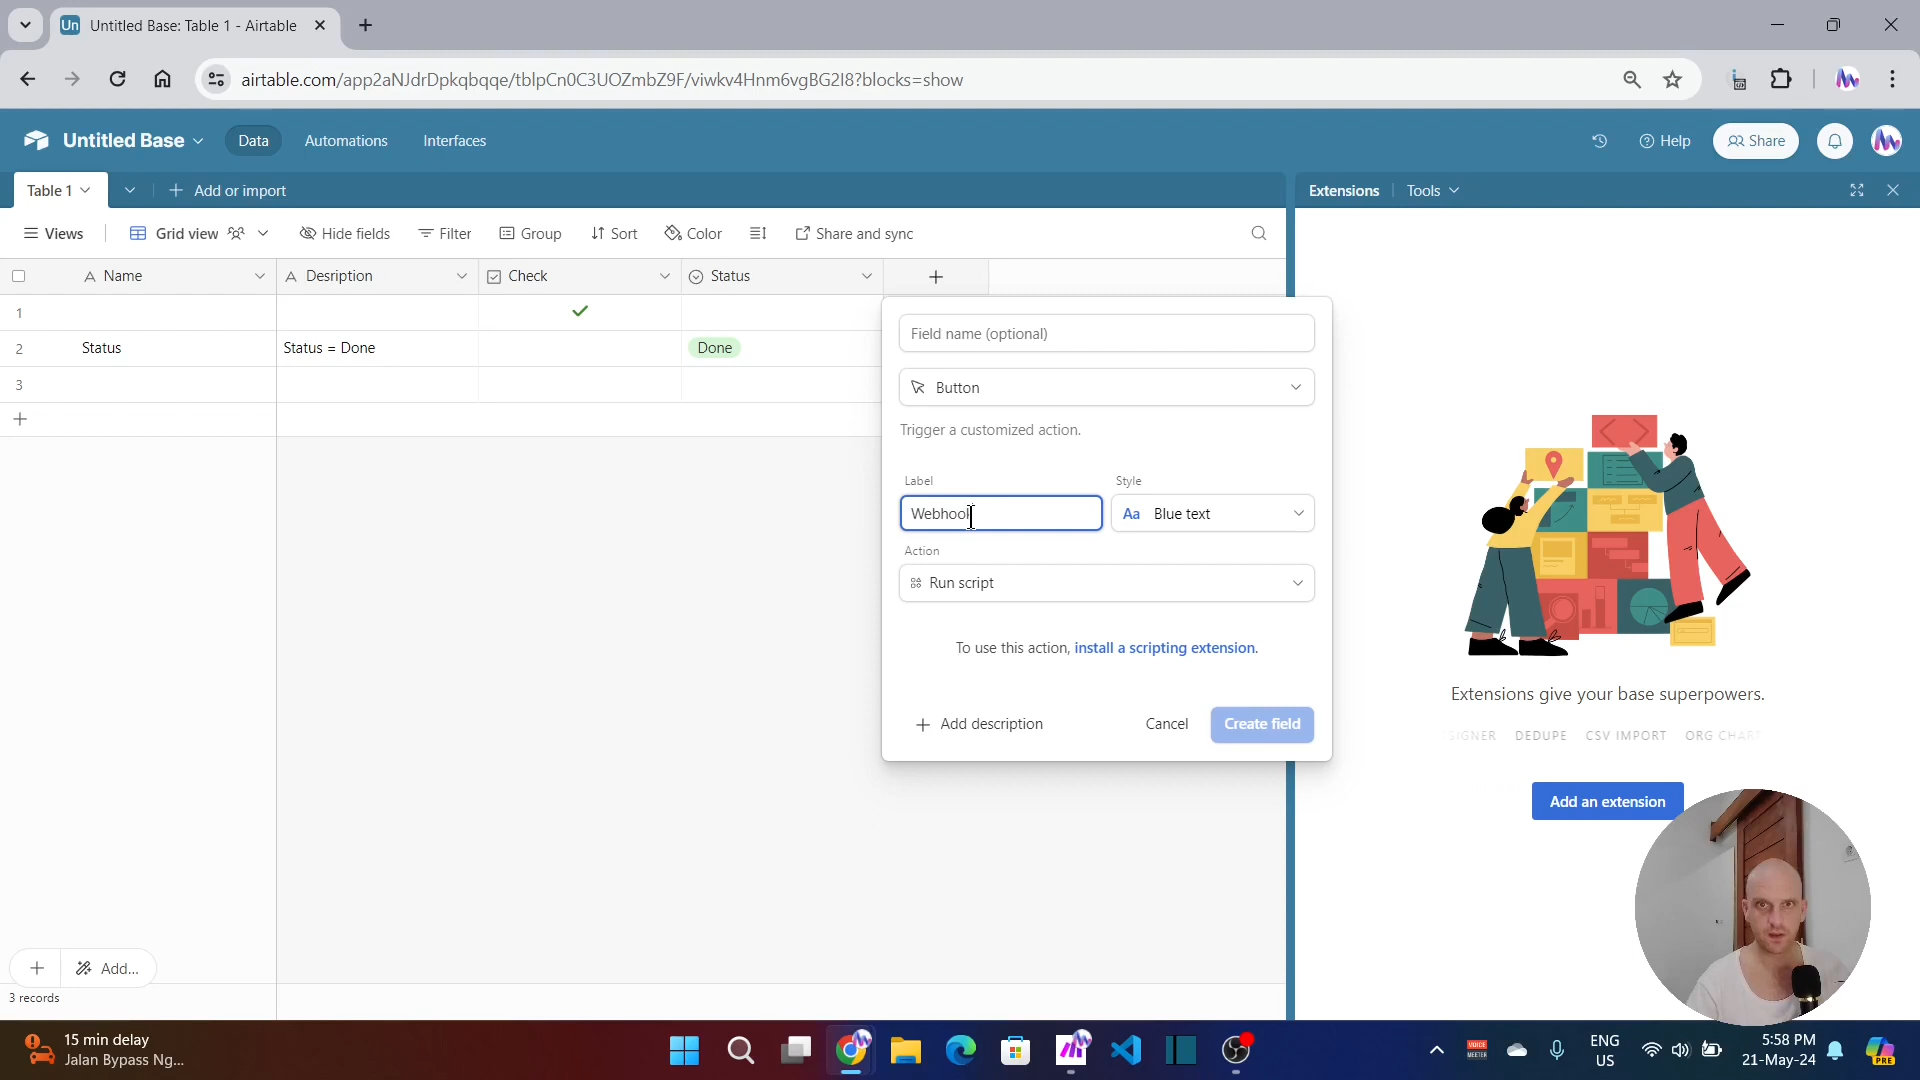 Un Untitled Base: Table 1 - Airtable
airtable.com/app2aNJdrDpkqbqqe/tblpCn0C3UOZmbZ9F/viwkv4Hnm6vgBG2I8?blocks=show
Untitled Base Data Automations Interfaces Help Share
Table 1 Add or import Extensions Tools
Views Grid view Hide fields Filter Group Sort Color Share and sync
Name Desription Check Status
1
2 Status Status = Done Done
3
Field name (optional)
Button
Trigger a customized action.
Label Style
Webhook Aa Blue text
Action
Run script
To use this action, install a scripting extension.
Add description Cancel Create field
Extensions give your base superpowers.
SIGNER DEDUPE CSV IMPORT ORG CHART
Add an extension
Add...
3 records
15 min delay
Jalan Bypass Ng...
VOICE
MEETER
ENG
US
5:58 PM
21-May-24
PRE